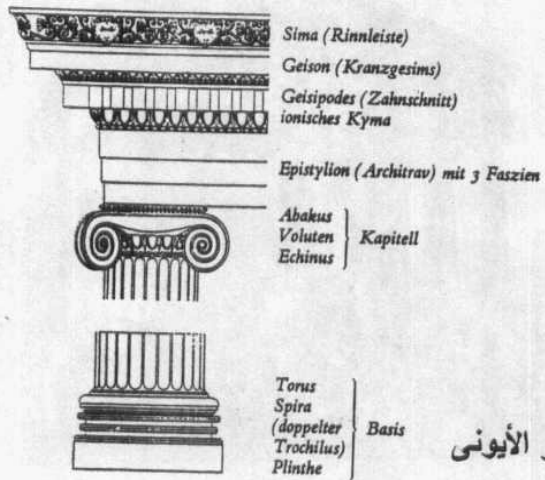 Sima (Rinnleiste)
Geison (Kranzgesims)
Geisipodes (Zahnschnitt)
ionisches Kyma
Epistylion (Architrav) mit 3 Faszien
Abakus
Voluten
Echinus
Kapitell
Torus
Spira
(doppelter
Trochilus)
Plinthe
Basis
الأيونى